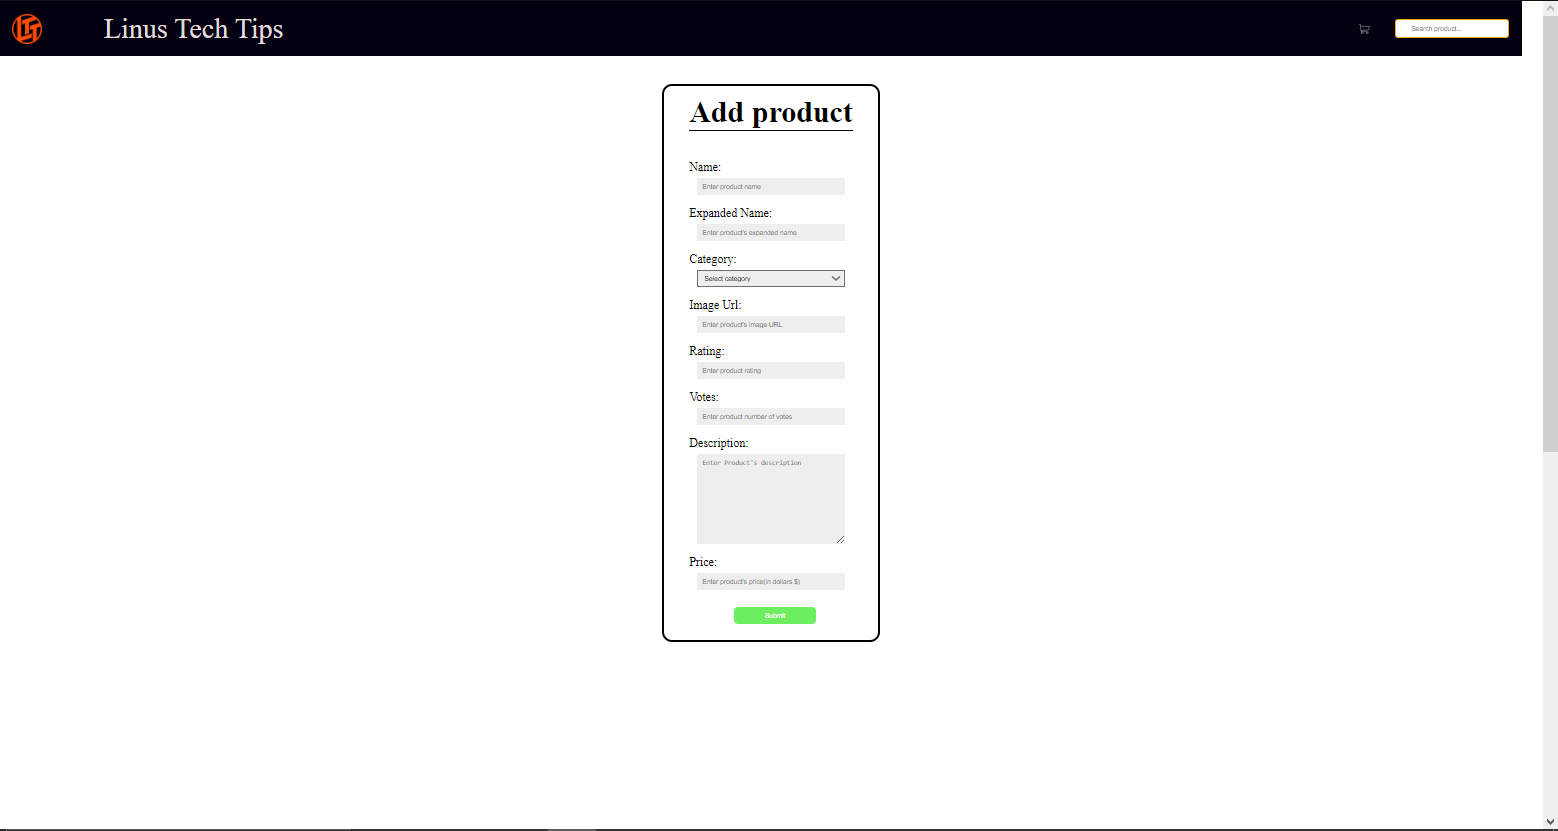 LTT
Linus Tech Tips
Search product...
Add product
Name:
Enter product name
Expanded Name:
Enter product's expanded name
Category:
Select category
Image Url:
Enter product's image URL
Rating:
Enter product rating
Votes:
Enter product number of votes
Description:
Enter Product's description
Price:
Enter product's price(in dollars $)
Submit